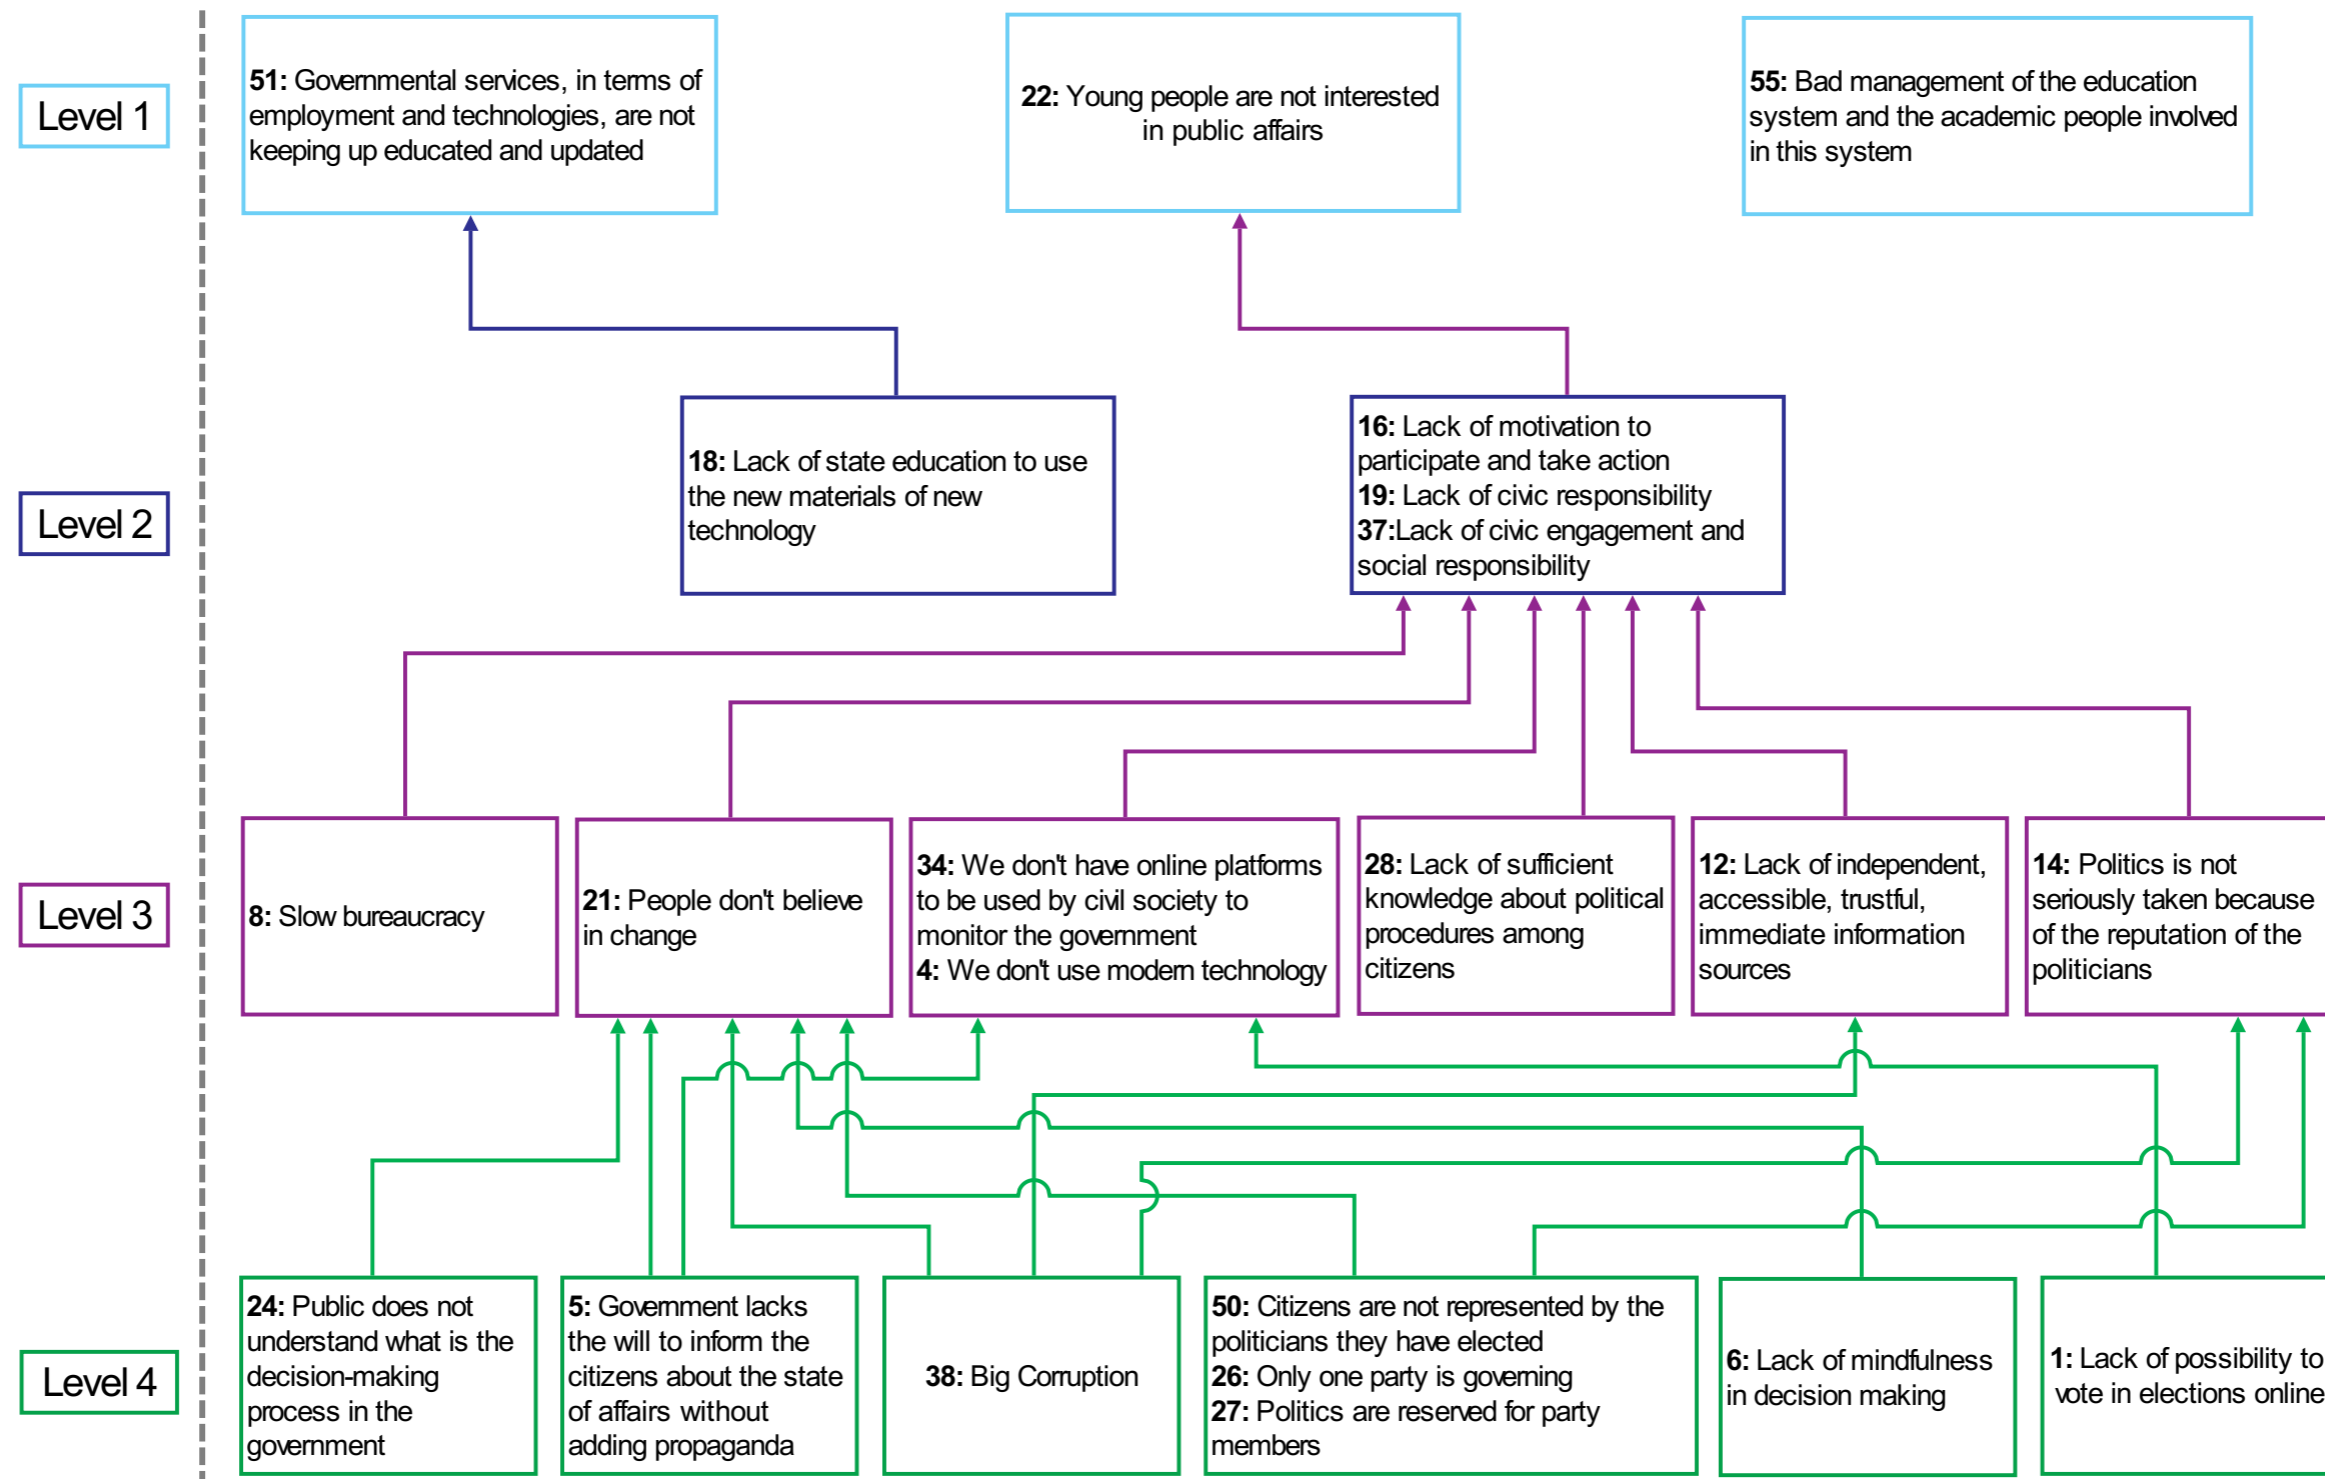 Level 1
51: Governmental services, in terms of
employment and technologies, are not
keeping up educated and updated
22: Young people are not interested
in public affairs
55: Bad management of the education
system and the academic people involved
in this system
Level 2
18: Lack of state education to use
the new materials of new
technology
16: Lack of motivation to
participate and take action
19: Lack of civic responsibility
37:Lack of civic engagement and
social responsibility
Level 3
8: Slow bureaucracy
21: People don't believe
in change
34: We don't have online platforms
to be used by civil society to
monitor the government
4: We don't use modern technology
28: Lack of sufficient
knowledge about political
procedures among
citizens
12: Lack of independent,
accessible, trustful,
immediate information
sources
14: Politics is not
seriously taken because
of the reputation of the
politicians
Level 4
24: Public does not
understand what is the
decision-making
process in the
government
5: Government lacks
the will to inform the
citizens about the state
of affairs without
adding propaganda
38: Big Corruption
50: Citizens are not represented by the
politicians they have elected
26: Only one party is governing
27: Politics are reserved for party
members
6: Lack of mindfulness
in decision making
1: Lack of possibility to
vote in elections online